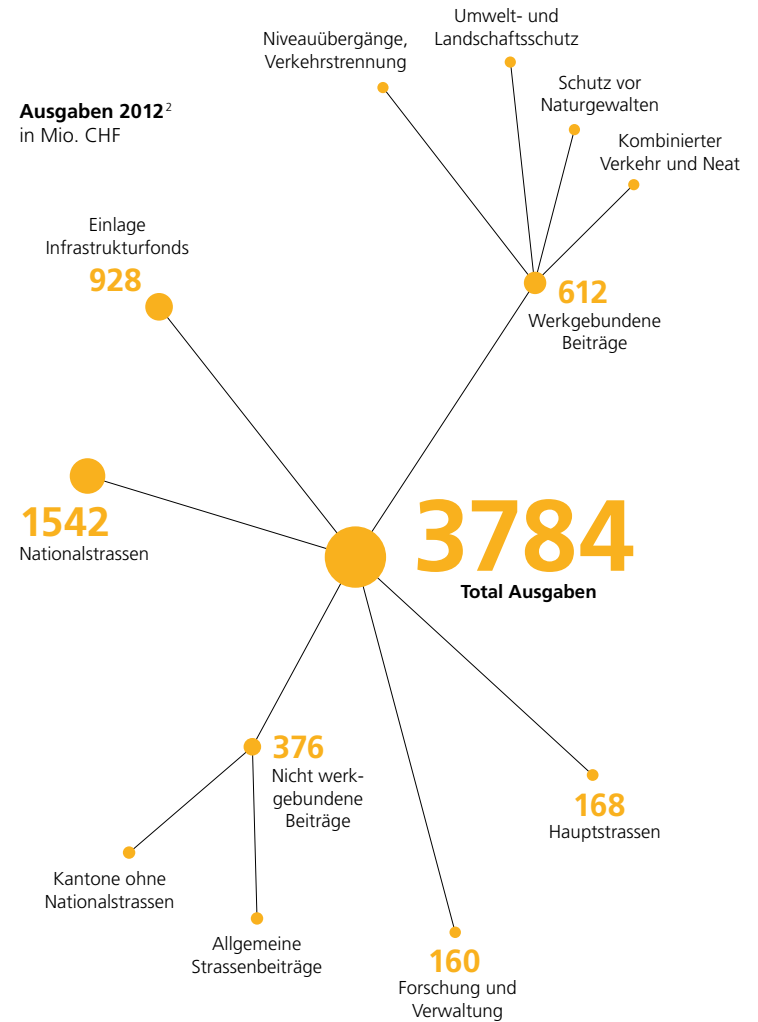 Umwelt- und
Landschaftsschutz
Niveauübergänge,
Verkehrstrennung
Schutz vor
Naturgewalten
Ausgaben 2012²
in Mio. CHF
Kombinierter
Verkehr und Neat
Einlage
Infrastrukturfonds
928
612
Werkgebundene
Beiträge
1542
Nationalstrassen
3784
Total Ausgaben
376
Nicht werk-
gebundene
Beiträge
168
Hauptstrassen
Kantone ohne
Nationalstrassen
Allgemeine
Strassenbeiträge
160
Forschung und
Verwaltung